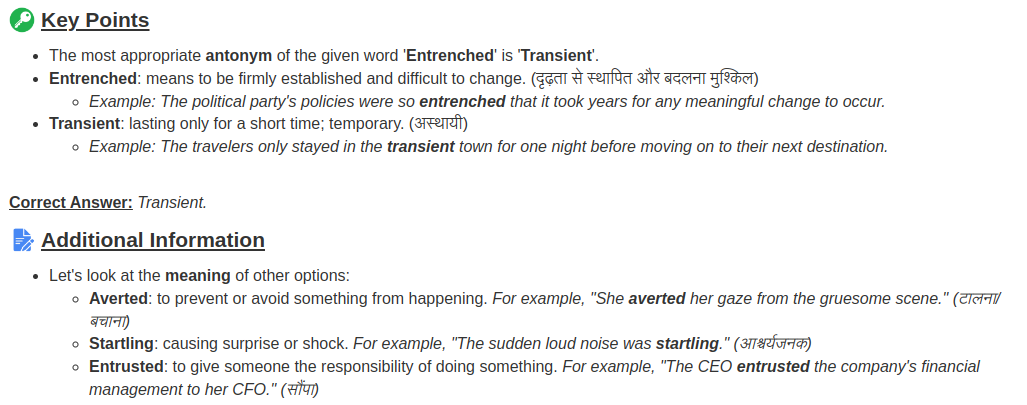 Key Points
• The most appropriate antonym of the given word 'Entrenched' is 'Transient'.
• Entrenched: means to be firmly established and difficult to change. (दृढ़ता से स्थापित और बदलना मुश्किल)
◦ Example: The political party's policies were so entrenched that it took years for any meaningful change to occur.
• Transient: lasting only for a short time; temporary. (अस्थायी)
◦ Example: The travelers only stayed in the transient town for one night before moving on to their next destination.
Correct Answer: Transient.
Additional Information
• Let's look at the meaning of other options:
◦ Averted: to prevent or avoid something from happening. For example, "She averted her gaze from the gruesome scene." (टालना/
बचाना)
◦ Startling: causing surprise or shock. For example, "The sudden loud noise was startling." (आश्चर्यजनक)
◦ Entrusted: to give someone the responsibility of doing something. For example, "The CEO entrusted the company's financial
management to her CFO." (सौंपा)